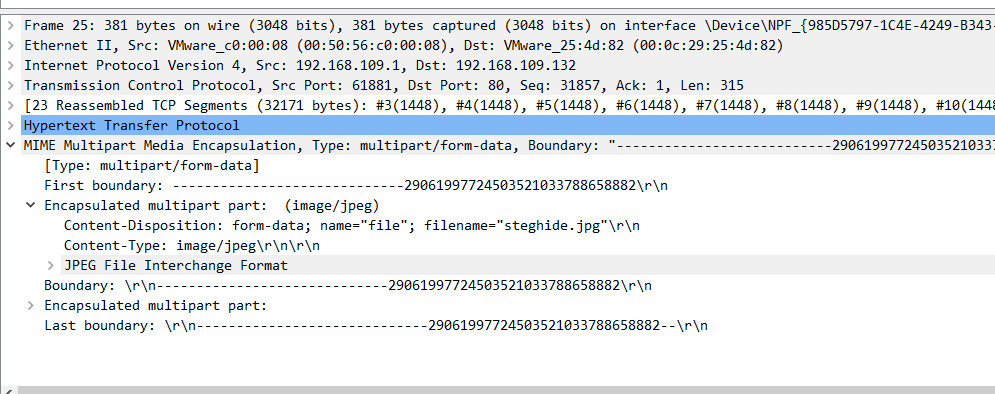 Frame 25: 381 bytes on wire (3048 bits), 381 bytes captured (3048 bits) on interface \Device\NPF_{985D5797-1C4E-4249-B343-
Ethernet II, Src: VMware_c0:00:08 (00:50:56:c0:00:08), Dst: VMware_25:4d:82 (00:0c:29:25:4d:82)
Internet Protocol Version 4, Src: 192.168.109.1, Dst: 192.168.109.132
Transmission Control Protocol, Src Port: 61881, Dst Port: 80, Seq: 31857, Ack: 1, Len: 315
[23 Reassembled TCP Segments (32171 bytes): #3(1448), #4(1448), #5(1448), #6(1448), #7(1448), #8(1448), #9(1448), #10(1448
Hypertext Transfer Protocol
MIME Multipart Media Encapsulation, Type: multipart/form-data, Boundary: "---------------------------290619977245035210337
[Type: multipart/form-data]
First boundary: -----------------------------29061997724503521033788658882\r\n
Encapsulated multipart part:  (image/jpeg)
Content-Disposition: form-data; name="file"; filename="steghide.jpg"\r\n
Content-Type: image/jpeg\r\n\r\n
JPEG File Interchange Format
Boundary: \r\n-----------------------------29061997724503521033788658882\r\n
Encapsulated multipart part:
Last boundary: \r\n-----------------------------29061997724503521033788658882--\r\n